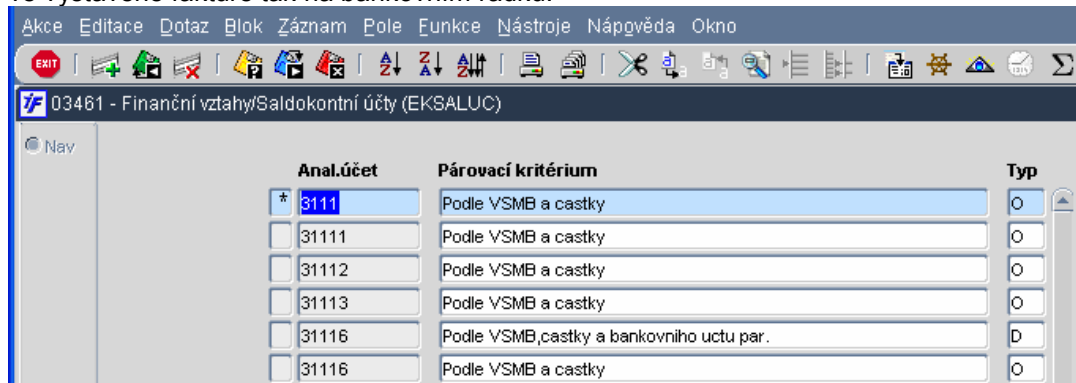 Akce Editace Dotaz Blok Záznam Pole Funkce Nástroje Nápověda Okno
EXIT
03461 - Finanční vztahy/Saldokontní účty (EKSALUC)
Nav
Anal.účet Párovací kritérium Typ
* 3111 Podle VSMB a castky O
31111 Podle VSMB a castky O
31112 Podle VSMB a castky O
31113 Podle VSMB a castky O
31116 Podle VSMB,castky a bankovniho uctu par. D
31116 Podle VSMB a castky O